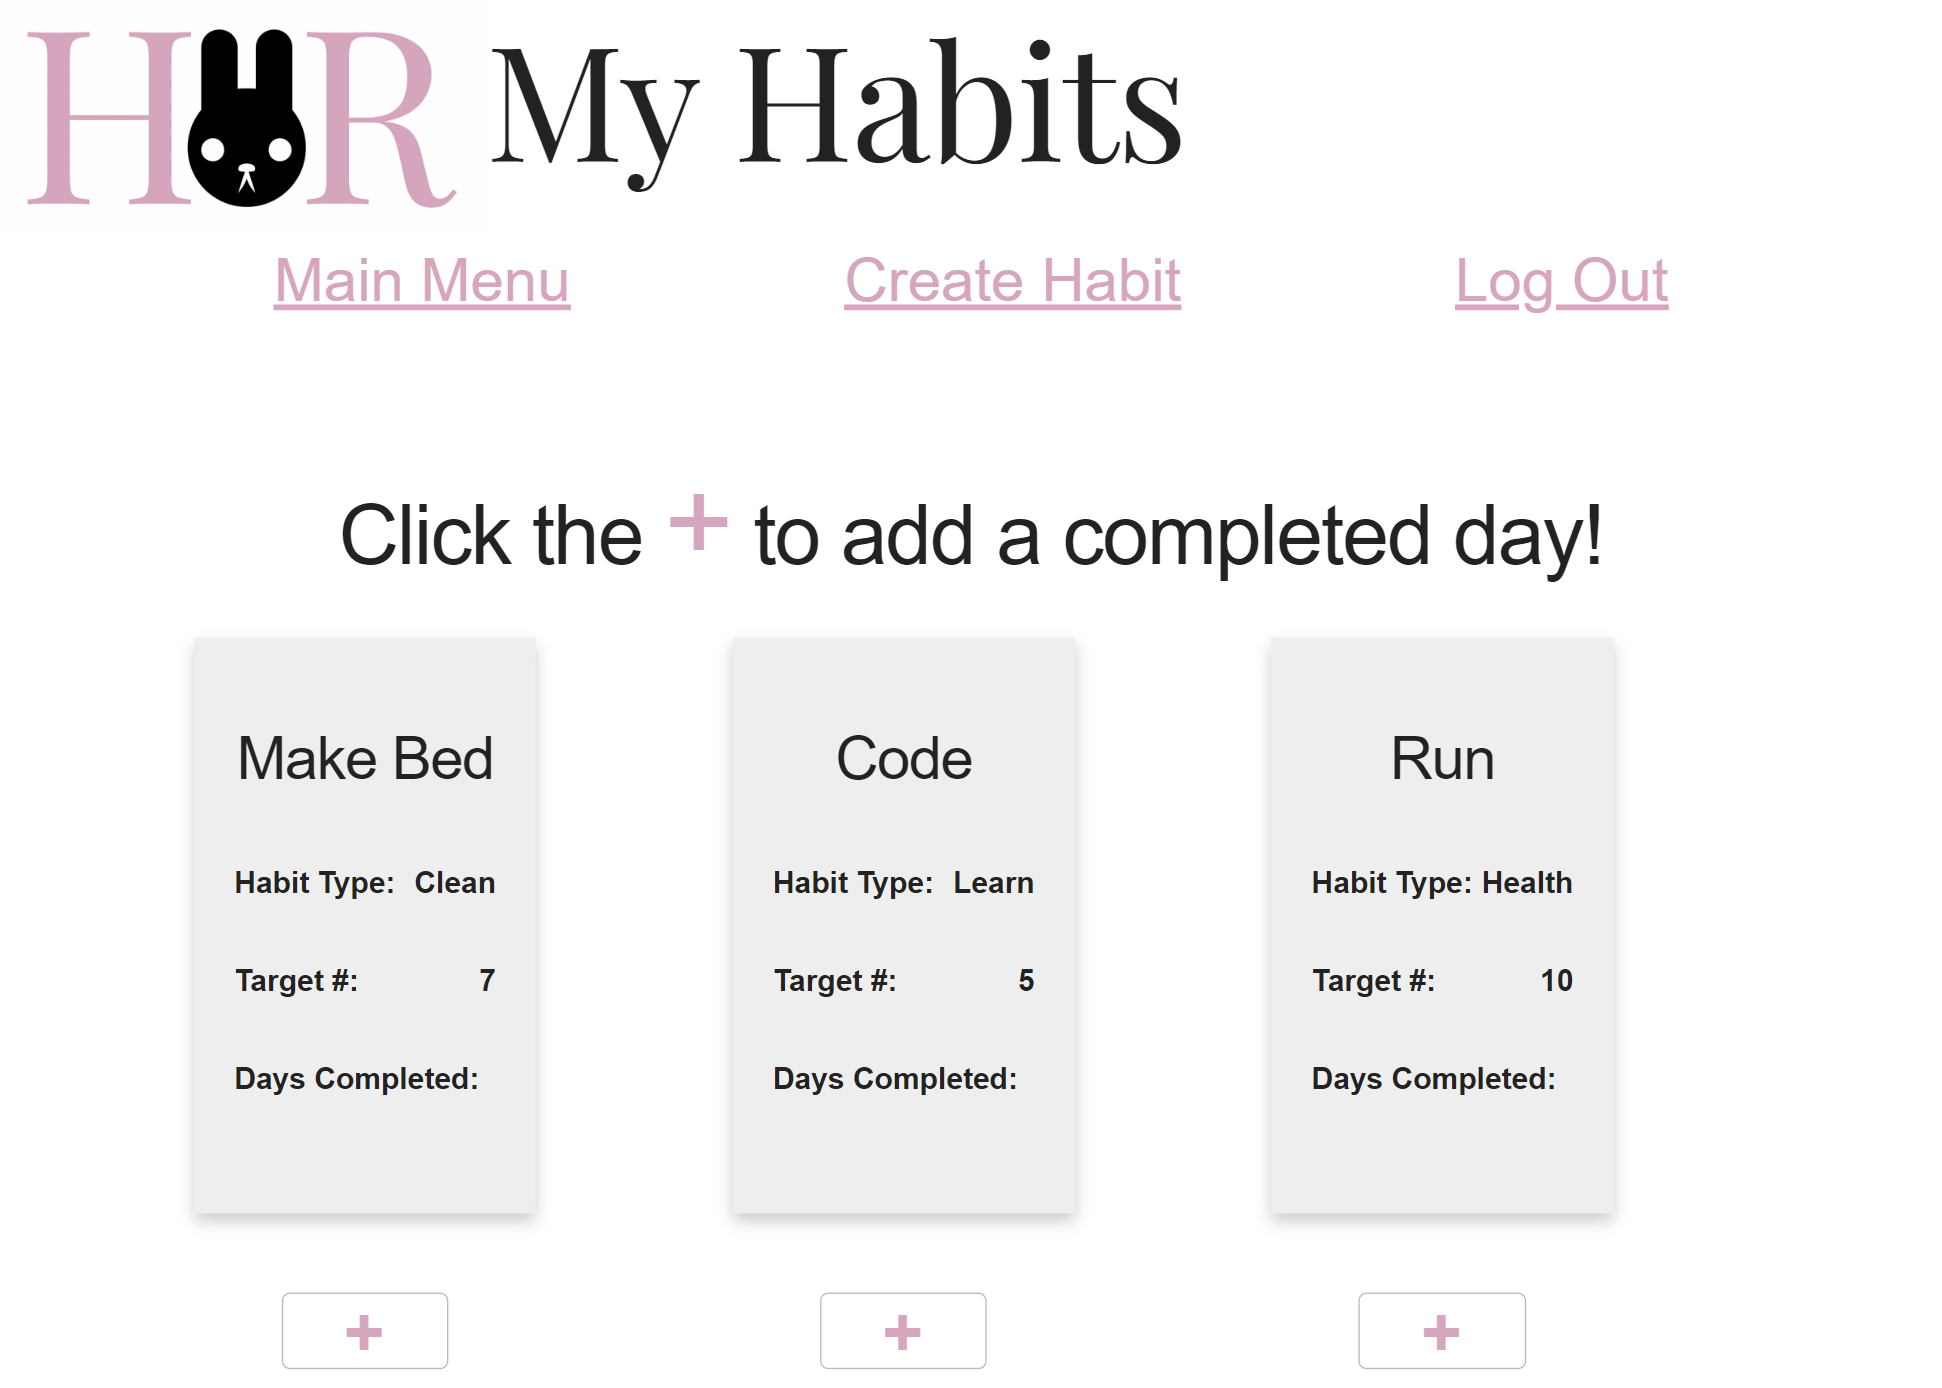 H R My Habits
Main Menu Create Habit Log Out
Click the + to add a completed day!
Make Bed
Habit Type: Clean
Target #: 7
Days Completed:
+
Code
Habit Type: Learn
Target #: 5
Days Completed:
+
Run
Habit Type: Health
Target #: 10
Days Completed:
+